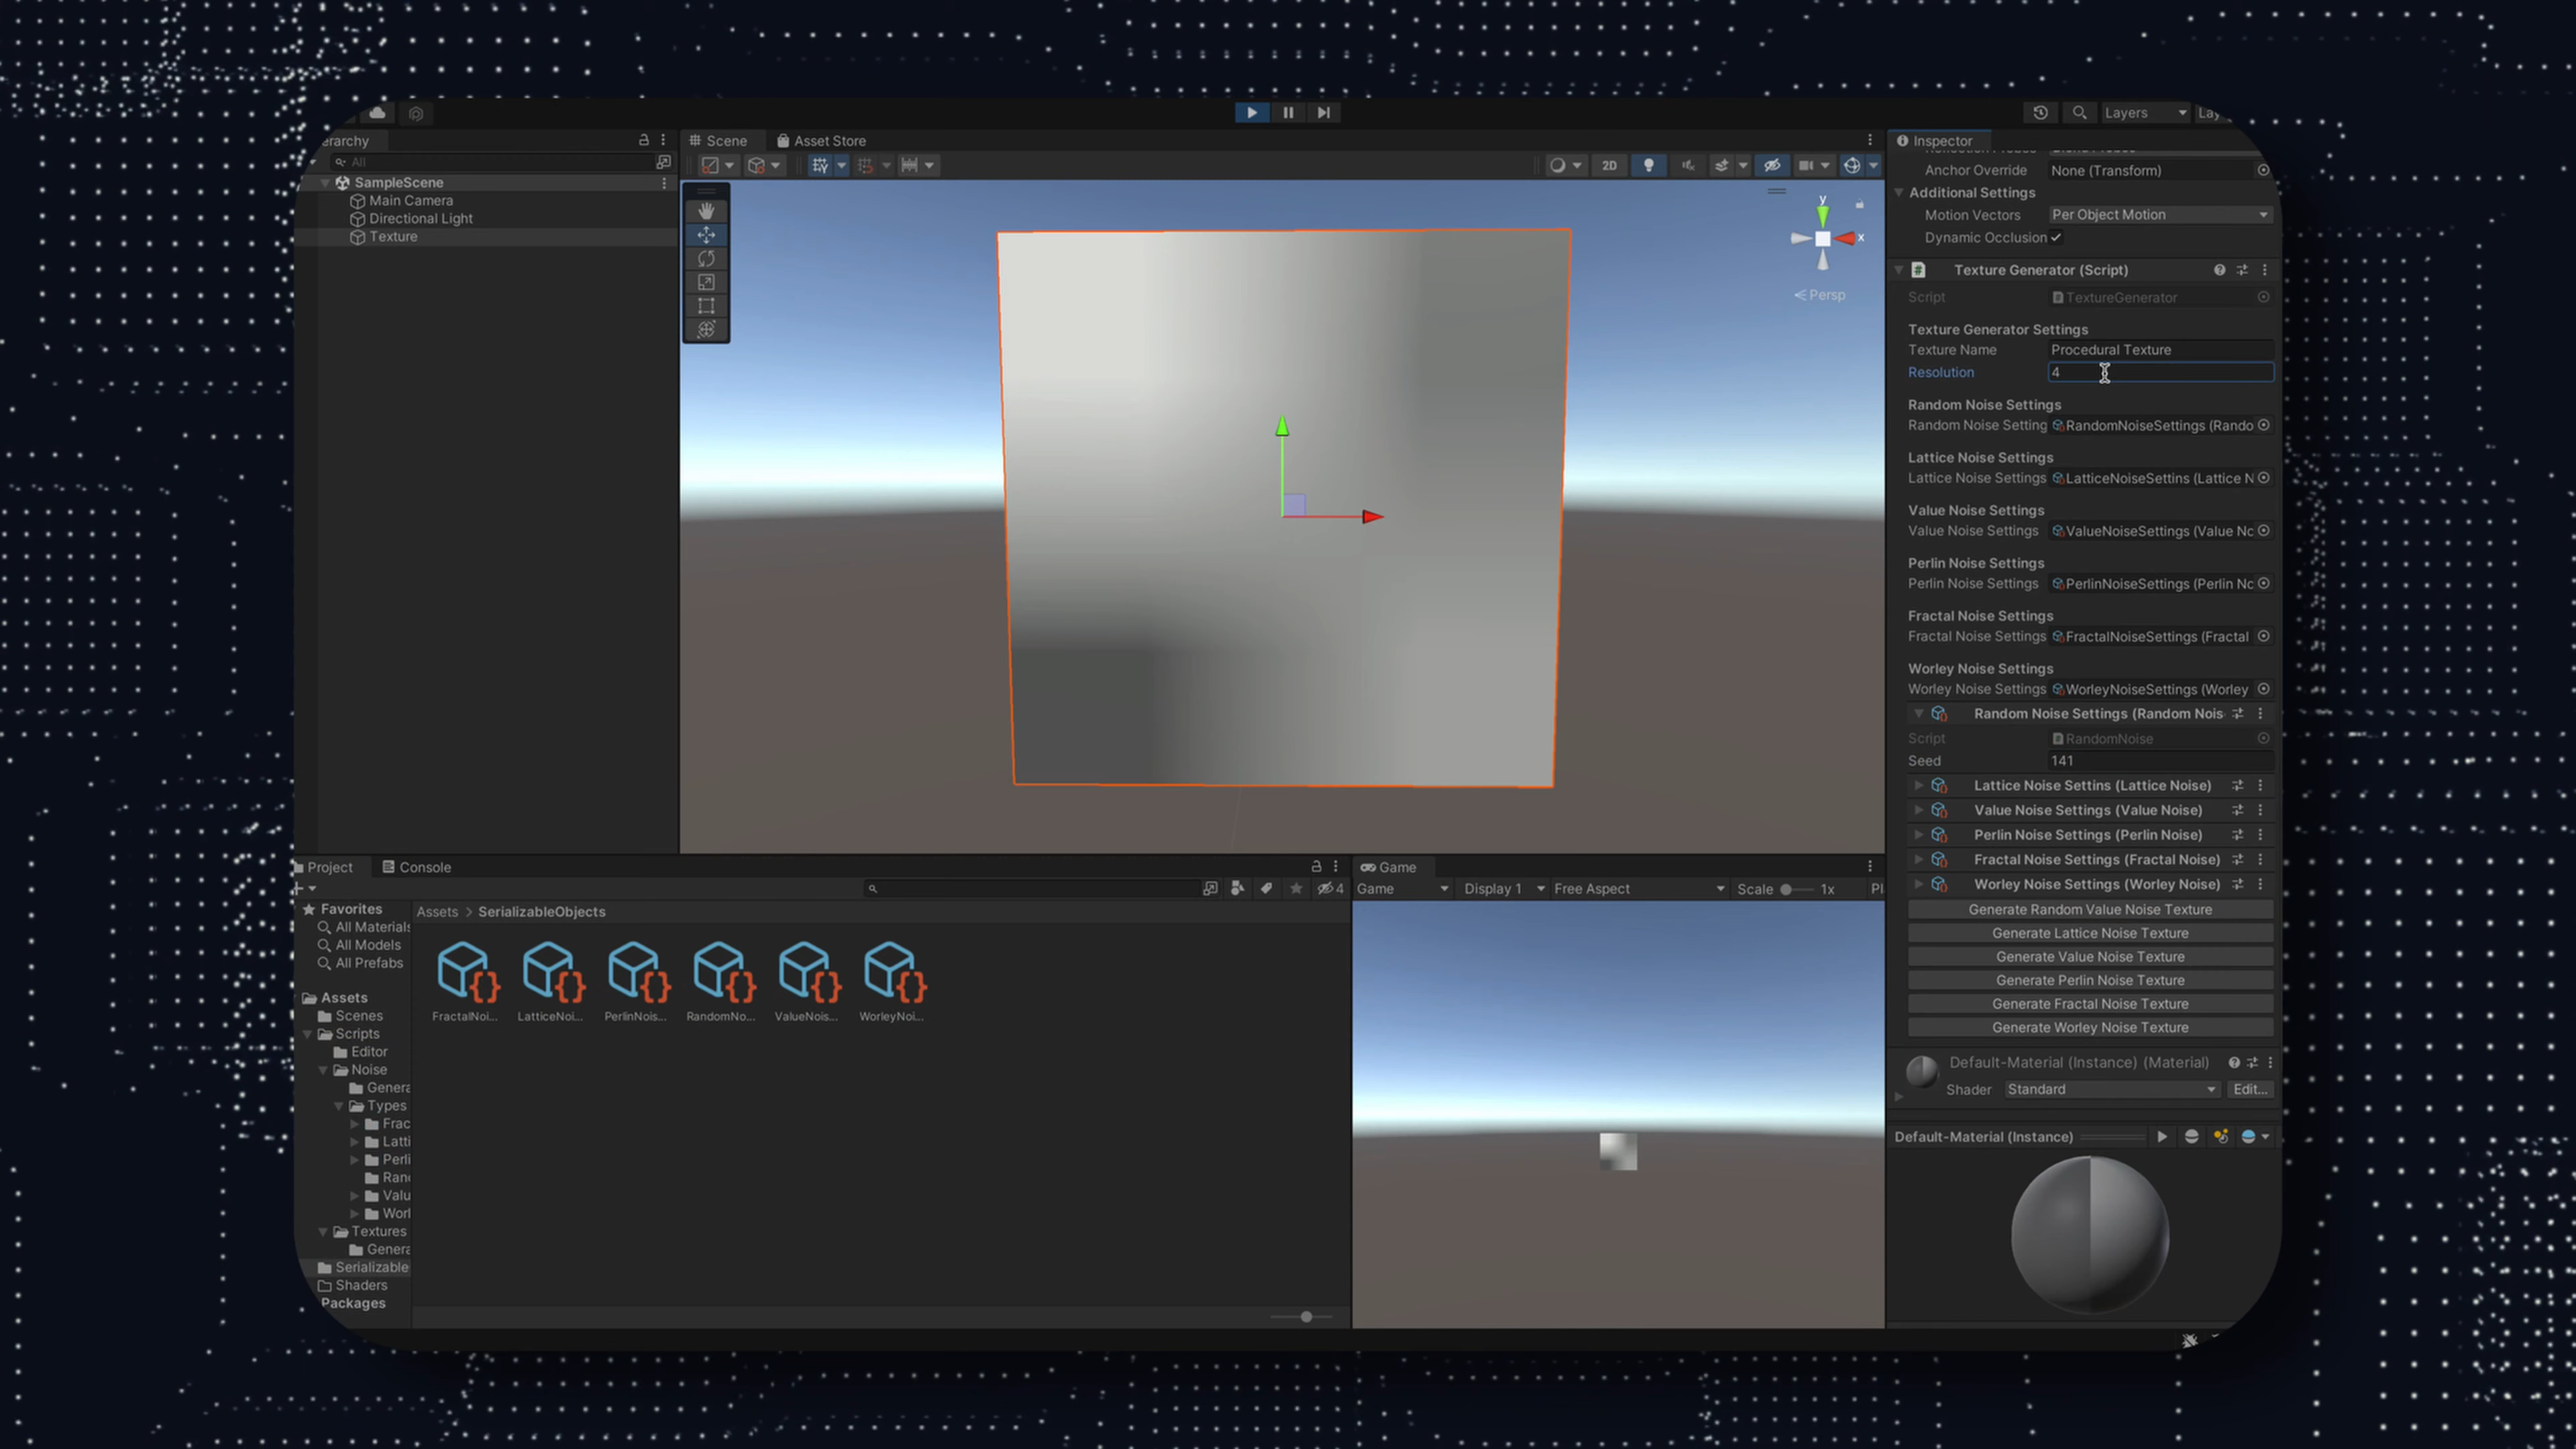 Layers
Lay
erarchy
All
SampleScene
Main Camera
Directional Light
Texture
Scene
Asset Store
2D
y
x
Persp
Inspector
Anchor Override None (Transform)
Additional Settings
Motion Vectors Per Object Motion
Dynamic Occlusion
Texture Generator (Script)
Script TextureGenerator
Texture Generator Settings
Texture Name Procedural Texture
Resolution 4
Random Noise Settings
Random Noise Setting RandomNoiseSettings (Rando
Lattice Noise Settings
Lattice Noise Settings LatticeNoiseSettins (Lattice N
Value Noise Settings
Value Noise Settings ValueNoiseSettings (Value Nc
Perlin Noise Settings
Perlin Noise Settings PerlinNoiseSettings (Perlin Nc
Fractal Noise Settings
Fractal Noise Settings FractalNoiseSettings (Fractal
Worley Noise Settings
Worley Noise Settings WorleyNoiseSettings (Worley
Random Noise Settings (Random Nois
Script RandomNoise
Seed 141
Lattice Noise Settins (Lattice Noise)
Value Noise Settings (Value Noise)
Perlin Noise Settings (Perlin Noise)
Fractal Noise Settings (Fractal Noise)
Worley Noise Settings (Worley Noise)
Generate Random Value Noise Texture
Generate Lattice Noise Texture
Generate Value Noise Texture
Generate Perlin Noise Texture
Generate Fractal Noise Texture
Generate Worley Noise Texture
Default-Material (Instance) (Material)
Shader Standard Edit...
Default-Material (Instance)
Project
Console
4
Favorites
All Materials
All Models
All Prefabs
Assets
Scenes
Scripts
Editor
Noise
Genera
Types
Frac
Latti
Perli
Ranc
Valu
Worl
Textures
Genera
Serializable
Shaders
Packages
Assets > SerializableObjects
FractalNoi...
LatticeNoi...
PerlinNois...
RandomNo...
ValueNois...
WorleyNoi...
Game
Game Display 1 Free Aspect Scale 1x Pl